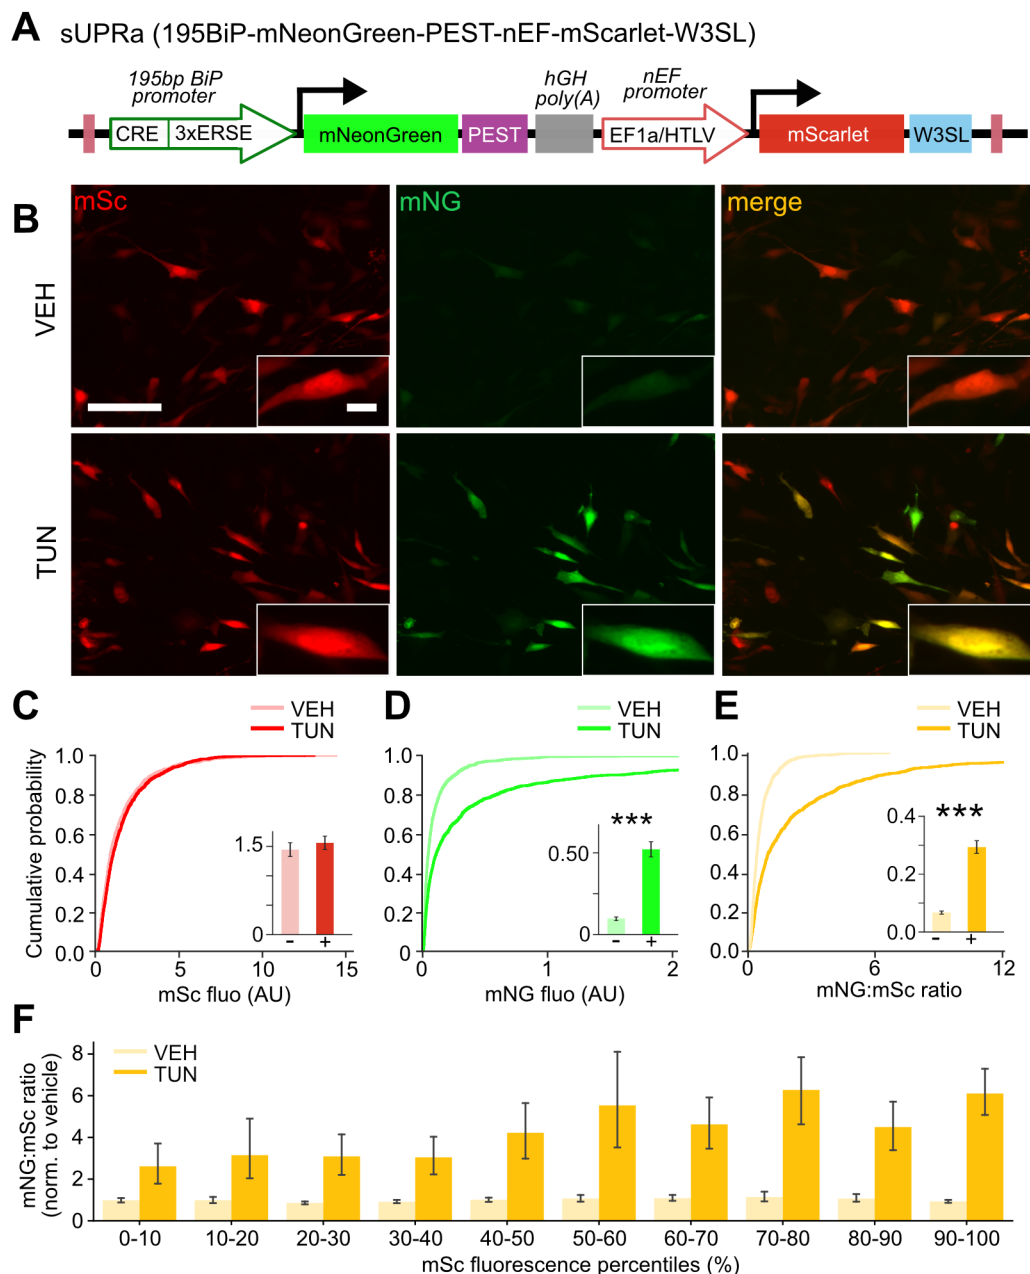 A sUPRa (195BiP-mNeonGreen-PEST-nEF-mScarlet-W3SL)
195bp BiP
promoter
hGH
poly(A)
nEF
promoter
CRE 3xERSE mNeonGreen PEST EF1a/HTLV mScarlet W3SL
B
mSc mNG merge
VEH
TUN
C
VEH
TUN
D
VEH
TUN
E
VEH
TUN
Cumulative probability
1.0
0.8
0.6
0.4
0.2
0.0
0 5 10 15
mSc fluo (AU)
1.5
0
- +
1.0
0.8
0.6
0.4
0.2
0
0 1 2
mNG fluo (AU)
***
0.50
0
- +
1.0
0.8
0.6
0.4
0.2
0.0
0 6 12
mNG:mSc ratio
***
0.4
0.2
0.0
- +
F
VEH
TUN
mNG:mSc ratio
(norm. to vehicle)
8
6
4
2
0
0-10 10-20 20-30 30-40 40-50 50-60 60-70 70-80 80-90 90-100
mSc fluorescence percentiles (%)